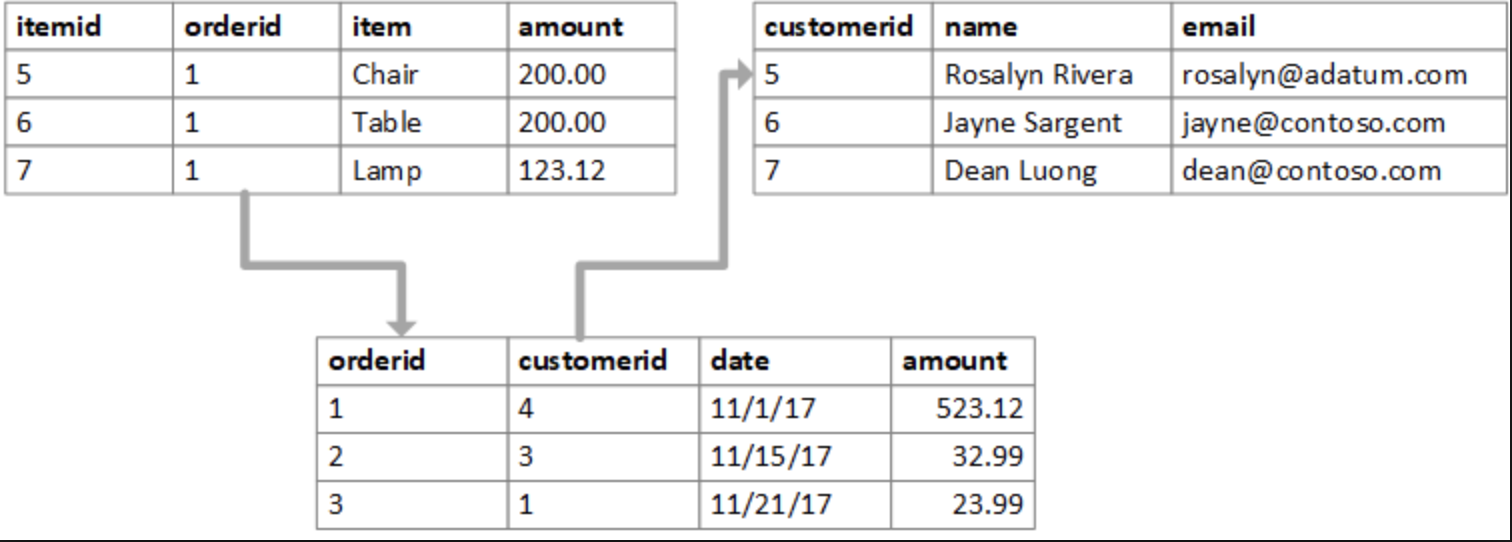 itemid orderid item amount
5 1 Chair 200.00
6 1 Table 200.00
7 1 Lamp 123.12
customerid name email
5 Rosalyn Rivera rosalyn@adatum.com
6 Jayne Sargent jayne@contoso.com
7 Dean Luong dean@contoso.com
orderid customerid date amount
1 4 11/1/17 523.12
2 3 11/15/17 32.99
3 1 11/21/17 23.99